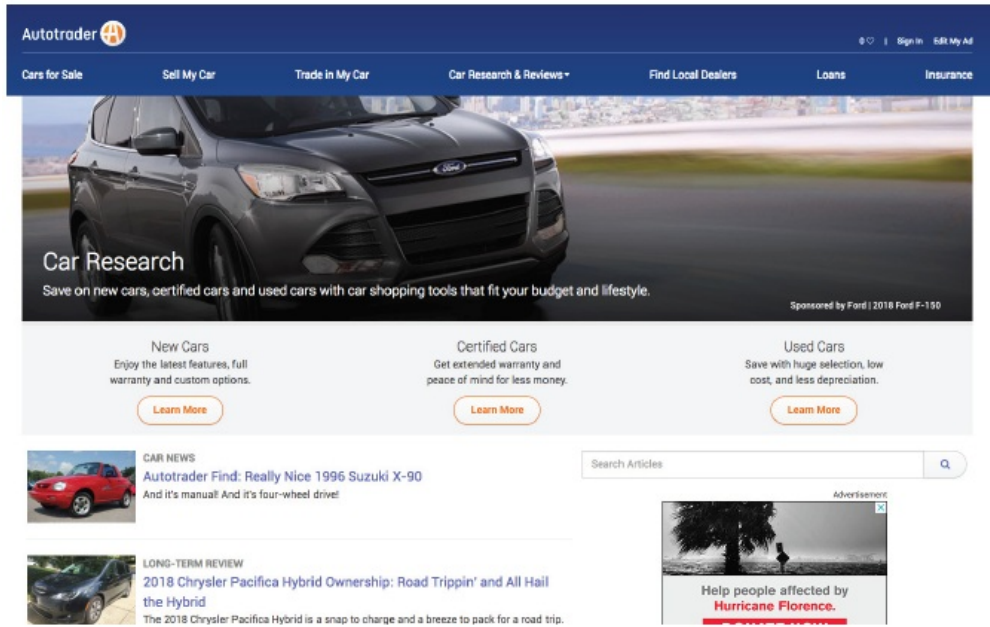 Autotrader
0 | Sign In Edit My Ad
Cars for Sale Sell My Car Trade in My Car Car Research & Reviews Find Local Dealers Loans Insurance
Ford
Car Research
Save on new cars, certified cars and used cars with car shopping tools that fit your budget and lifestyle.
Sponsored by Ford | 2018 Ford F-150
New Cars
Enjoy the latest features, full
warranty and custom options.
Learn More
Certified Cars
Get extended warranty and
peace of mind for less money.
Learn More
Used Cars
Save with huge selection, low
cost, and less depreciation.
Learn More
CAR NEWS
Autotrader Find: Really Nice 1996 Suzuki X-90
And it's manual! And it's four-wheel drive!
LONG-TERM REVIEW
2018 Chrysler Pacifica Hybrid Ownership: Road Trippin' and All Hail
the Hybrid
The 2018 Chrysler Pacifica Hybrid is a snap to charge and a breeze to pack for a road trip.
Search Articles
Advertisement
Help people affected by
Hurricane Florence.
DONATE NOW